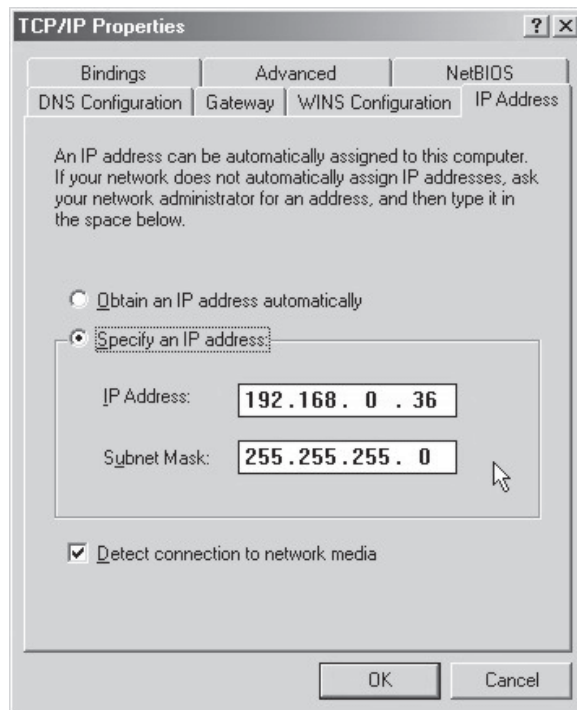 TCP/IP Properties
? X
Bindings Advanced NetBIOS
DNS Configuration Gateway WINS Configuration IP Address
An IP address can be automatically assigned to this computer.
If your network does not automatically assign IP addresses, ask
your network administrator for an address, and then type it in
the space below.
Obtain an IP address automatically
Specify an IP address:
IP Address: 192.168. 0 .36
Subnet Mask: 255.255.255. 0
Detect connection to network media
OK Cancel